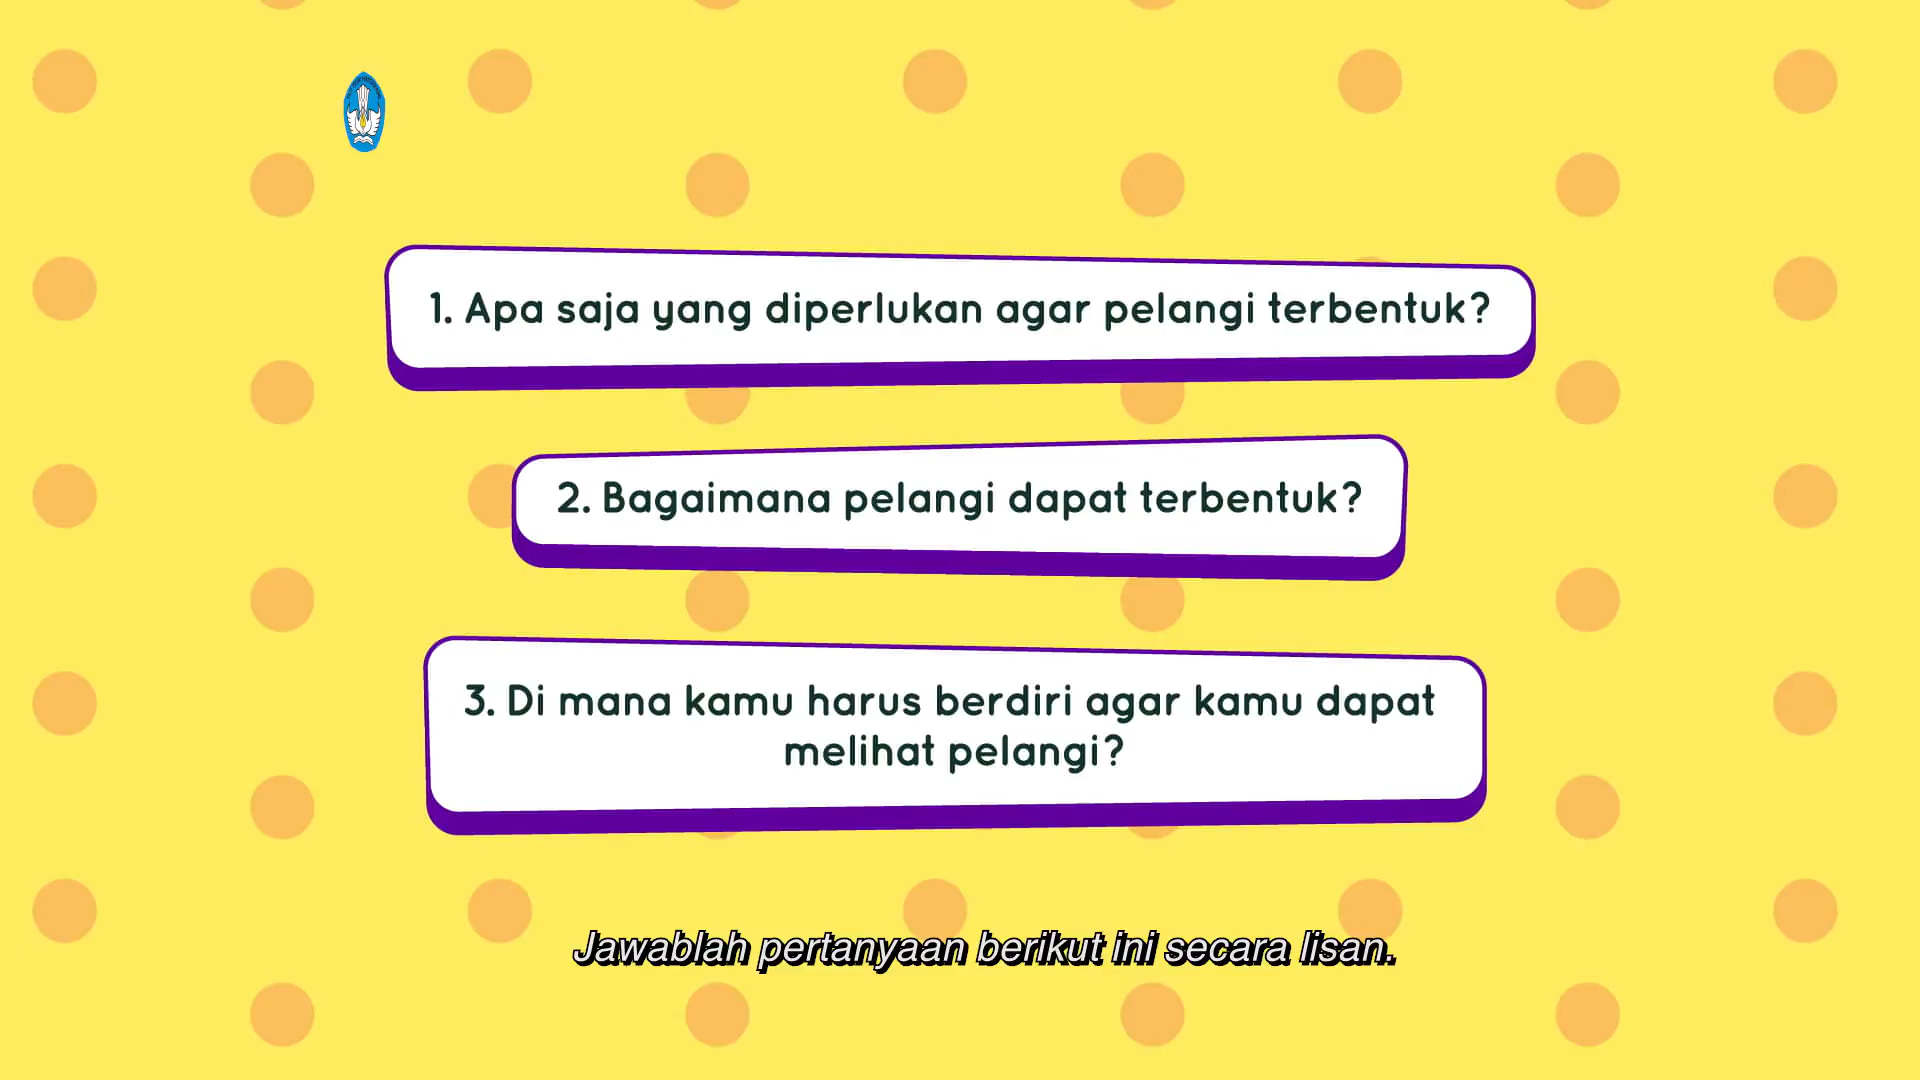 1. Apa saja yang diperlukan agar pelangi terbentuk?
2. Bagaimana pelangi dapat terbentuk?
3. Di mana kamu harus berdiri agar kamu dapat
melihat pelangi?
Jawablah pertanyaan berikut ini secara lisan.